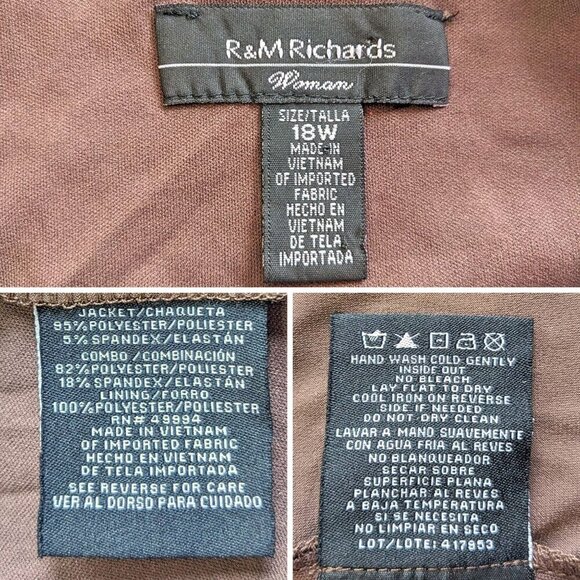 R&M Richards
Woman
SIZE/TALLA
18W
MADE IN
VIETNAM
OF IMPORTED
FABRIC
HECHO EN
VIETNAM
DE TELA
IMPORTADA
JACKET/CHAQUETA
95%POLYESTER/POLIESTER
5%SPANDEX/ELASTÁN
COMBO/COMBINACIÓN
82%POLYESTER/POLIESTER
18%SPANDEX/ELASTÁN
LINING/FORRO
100%POLYESTER/POLIESTER
RN# 49994
MADE IN VIETNAM
OF IMPORTED FABRIC
HECHO EN VIETNAM
DE TELA IMPORTADA
SEE REVERSE FOR CARE
VER AL DORSO PARA CUIDADO
HAND WASH COLD GENTLY
INSIDE OUT
NO BLEACH
LAY FLAT TO DRY
COOL IRON ON REVERSE
SIDE IF NEEDED
DO NOT DRY CLEAN
LAVAR A MANO SUAVEMENTE
CON AGUA FRIA AL REVES
NO BLANQUEADOR
SECAR SOBRE
SUPERFICIE PLANA
PLANCHAR AL REVES
A BAJA TEMPERATURA
SI SE NECESITA
NO LIMPIAR EN SECO
LOT/LOTE: 417853